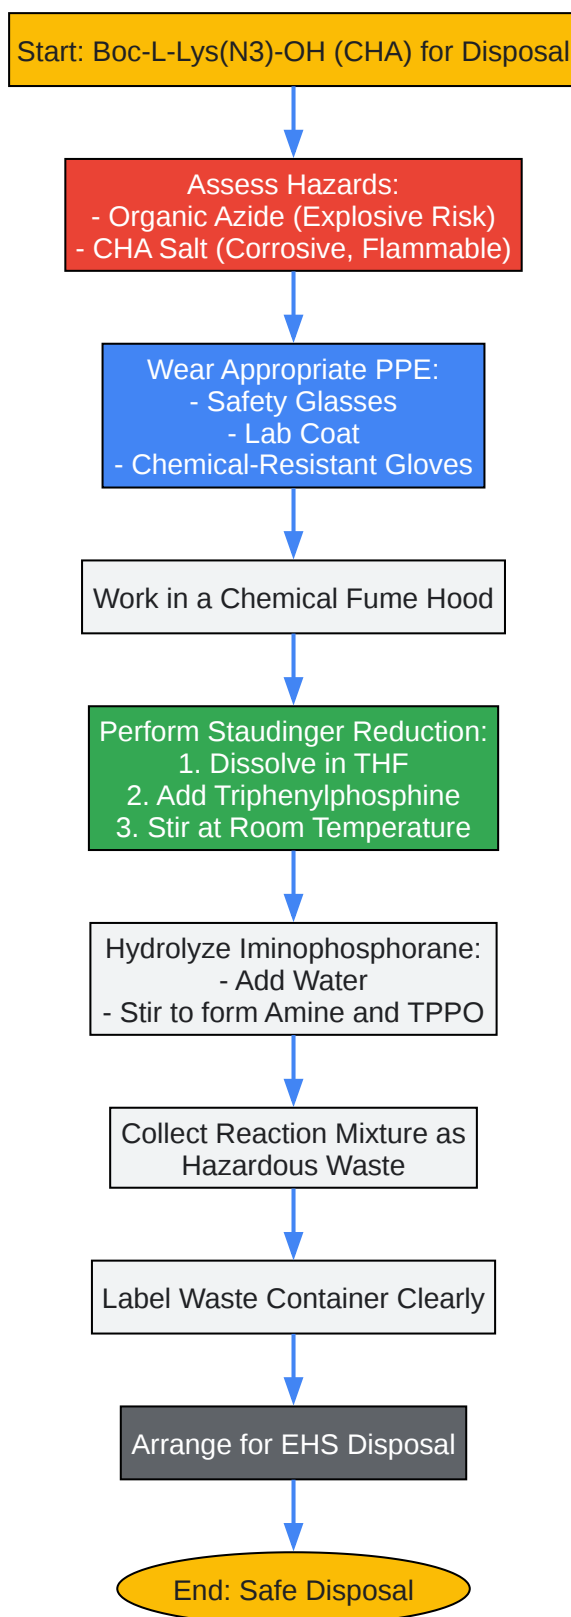 Start: Boc-L-Lys(N3)-OH (CHA) for Disposal
Assess Hazards:
- Organic Azide (Explosive Risk)
- CHA Salt (Corrosive, Flammable)
Wear Appropriate PPE:
- Safety Glasses
- Lab Coat
- Chemical-Resistant Gloves
Work in a Chemical Fume Hood
Perform Staudinger Reduction:
1. Dissolve in THF
2. Add Triphenylphosphine
3. Stir at Room Temperature
Hydrolyze Iminophosphorane:
- Add Water
- Stir to form Amine and TPPO
Collect Reaction Mixture as
Hazardous Waste
Label Waste Container Clearly
Arrange for EHS Disposal
End: Safe Disposal